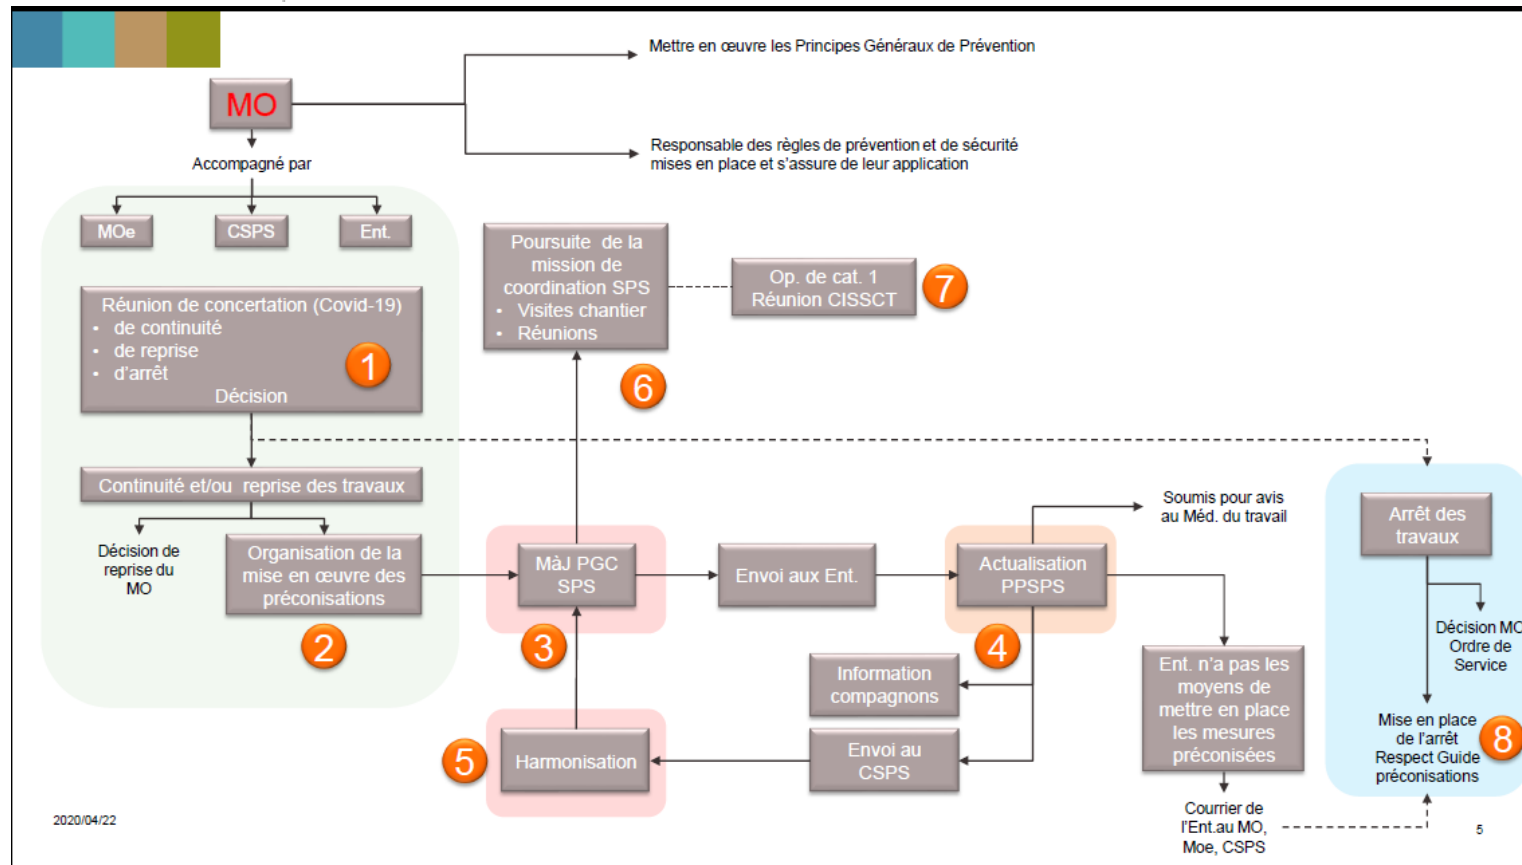 MO
Mettre en œuvre les Principes Généraux de Prévention
Responsable des règles de prévention et de sécurité
mises en place et s'assure de leur application
Accompagné par
MOe
CSPS
Ent.
Réunion de concertation (Covid-19)
• de continuité
• de reprise
• d'arrêt
Décision
1
Continuité et/ou reprise des travaux
Décision de
reprise du
MO
Organisation de la
mise en œuvre des
préconisations
2
Poursuite de la
mission de
coordination SPS
• Visites chantier
• Réunions
6
Op. de cat. 1
Réunion CISSCT
7
MàJ PGC
SPS
3
Envoi aux Ent.
Actualisation
PPSPS
4
Soumis pour avis
au Méd. du travail
Information
compagnons
Envoi au
CSPS
Harmonisation
5
Ent. n'a pas les
moyens de
mettre en place
les mesures
préconisées
Courrier de
l'Ent.au MO,
Moe, CSPS
Arrêt des
travaux
Décision MO
Ordre de
Service
Mise en place
de l'arrêt
Respect Guide
préconisations
8
2020/04/22
5